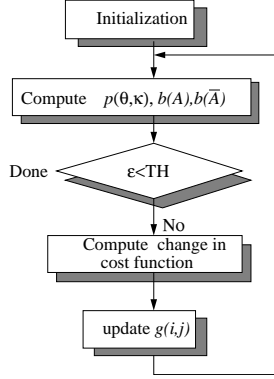 Initialization
Compute p(θ,κ), b(A),b(A̅)
Done
ε<TH
No
Compute change in
cost function
update g(i,j)